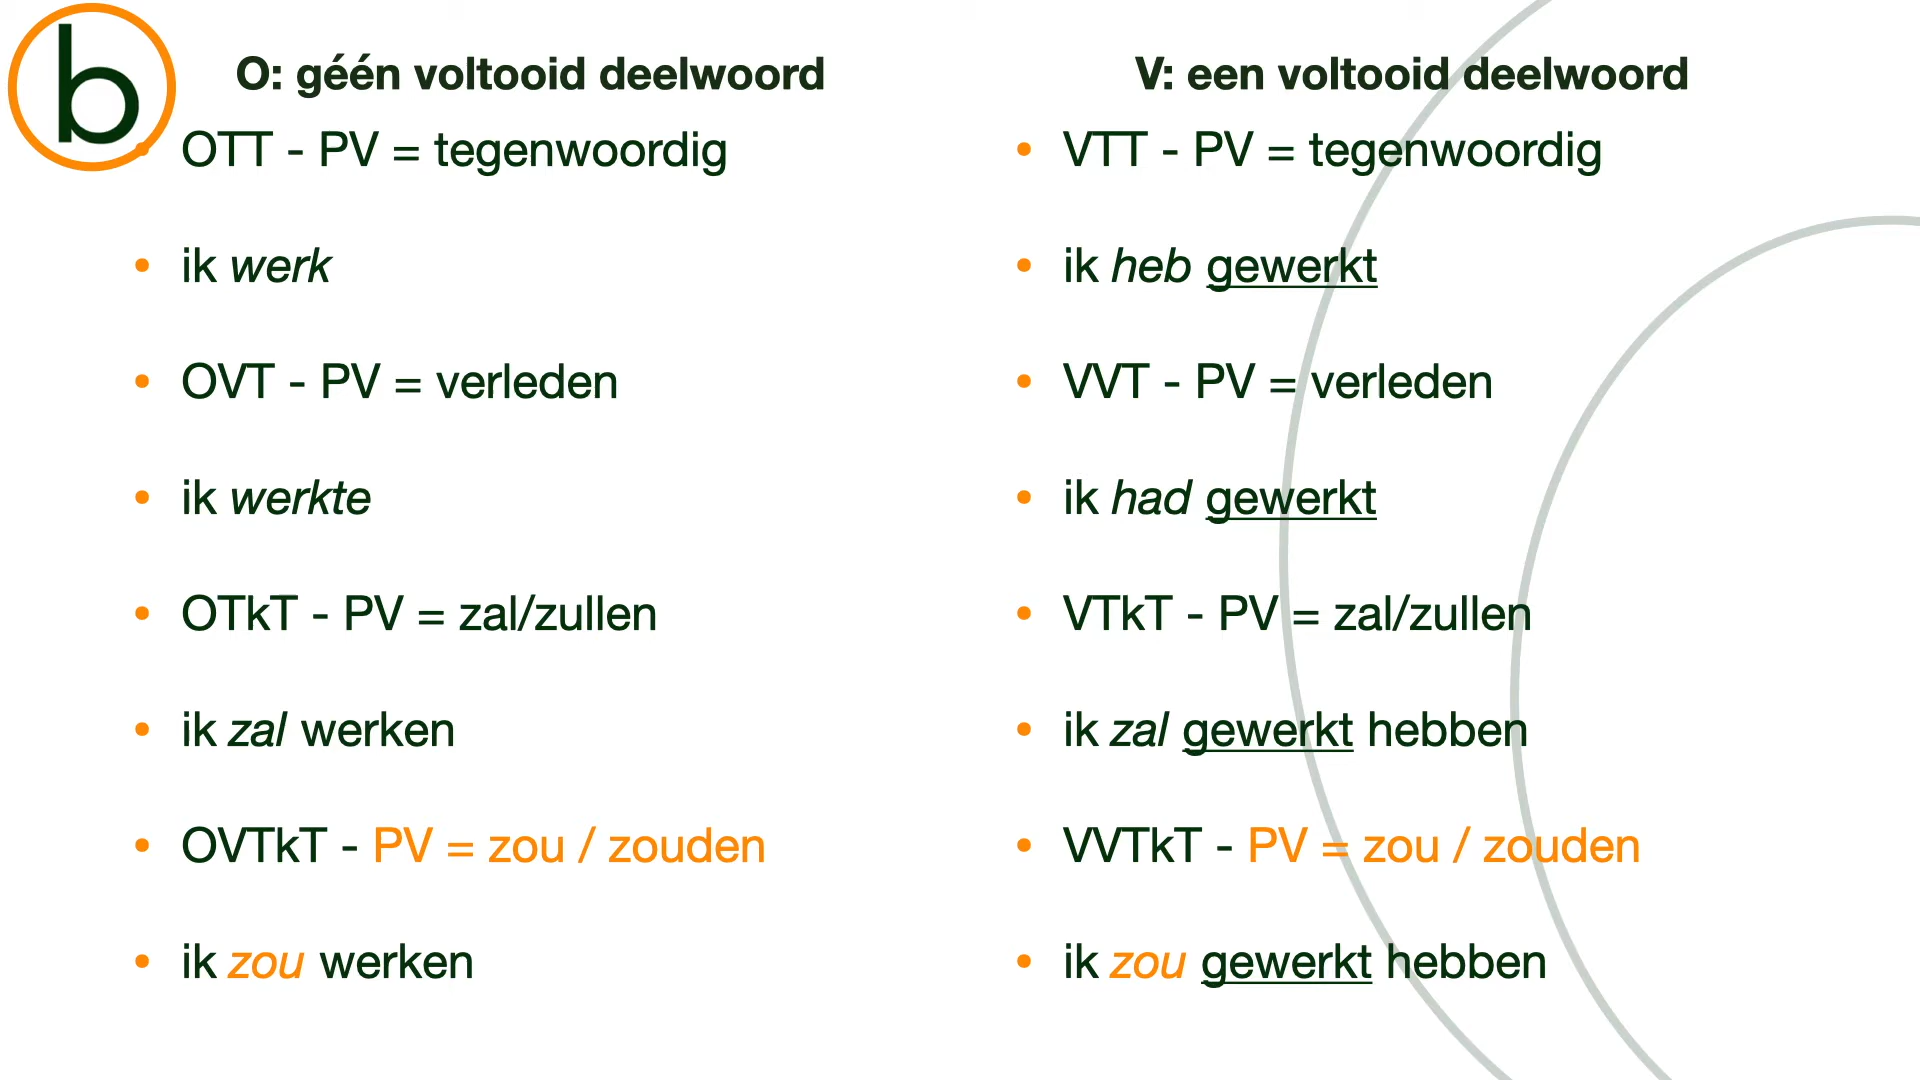 b
O: géén voltooid deelwoord
OTT - PV = tegenwoordig
ik werk
OVT - PV = verleden
ik werkte
OTkT - PV = zal/zullen
ik zal werken
OVTkT - PV = zou / zouden
ik zou werken
V: een voltooid deelwoord
VTT - PV = tegenwoordig
ik heb gewerkt
VVT - PV = verleden
ik had gewerkt
VTkT - PV = zal/zullen
ik zal gewerkt hebben
VVTkT - PV = zou / zouden
ik zou gewerkt hebben